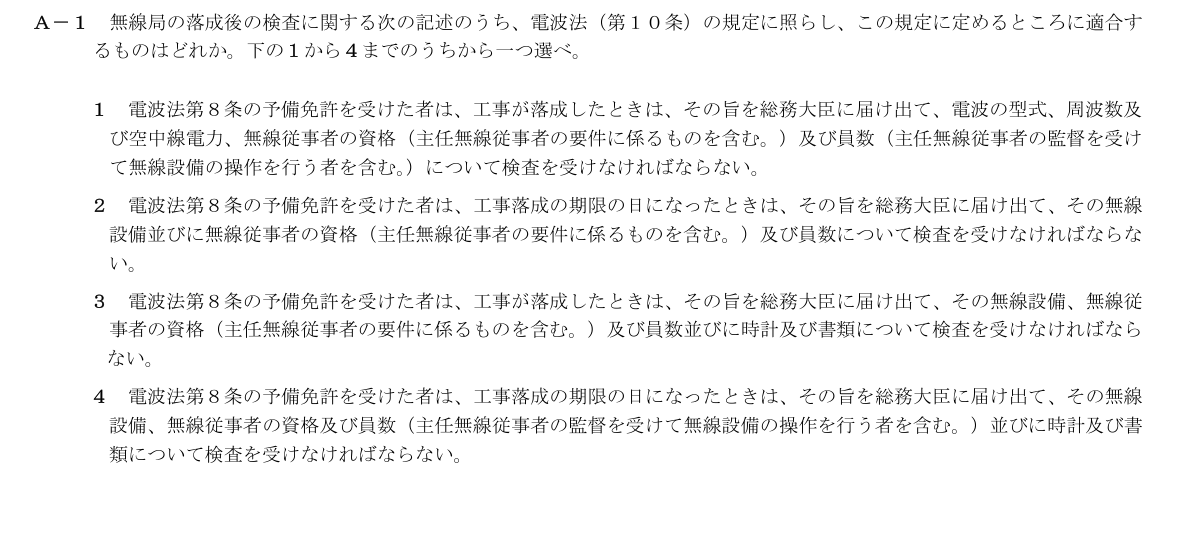 Ａ－１　無線局の落成後の検査に関する次の記述のうち、電波法（第１０条）の規定に照らし、この規定に定めるところに適合す
るものはどれか。下の１から４までのうちから一つ選べ。
１　電波法第８条の予備免許を受けた者は、工事が落成したときは、その旨を総務大臣に届け出て、電波の型式、周波数及
び空中線電力、無線従事者の資格（主任無線従事者の要件に係るものを含む。）及び員数（主任無線従事者の監督を受け
て無線設備の操作を行う者を含む。）について検査を受けなければならない。
２　電波法第８条の予備免許を受けた者は、工事落成の期限の日になったときは、その旨を総務大臣に届け出て、その無線
設備並びに無線従事者の資格（主任無線従事者の要件に係るものを含む。）及び員数について検査を受けなければならな
い。
３　電波法第８条の予備免許を受けた者は、工事が落成したときは、その旨を総務大臣に届け出て、その無線設備、無線従
事者の資格（主任無線従事者の要件に係るものを含む。）及び員数並びに時計及び書類について検査を受けなければなら
ない。
４　電波法第８条の予備免許を受けた者は、工事落成の期限の日になったときは、その旨を総務大臣に届け出て、その無線
設備、無線従事者の資格及び員数（主任無線従事者の監督を受けて無線設備の操作を行う者を含む。）並びに時計及び書
類について検査を受けなければならない。